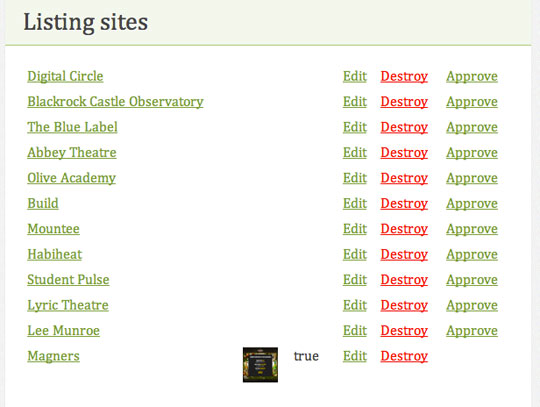 Listing sites
Digital Circle Edit Destroy Approve
Blackrock Castle Observatory Edit Destroy Approve
The Blue Label Edit Destroy Approve
Abbey Theatre Edit Destroy Approve
Olive Academy Edit Destroy Approve
Build Edit Destroy Approve
Mountee Edit Destroy Approve
Habiheat Edit Destroy Approve
Student Pulse Edit Destroy Approve
Lyric Theatre Edit Destroy Approve
Lee Munroe Edit Destroy Approve
Magners true Edit Destroy